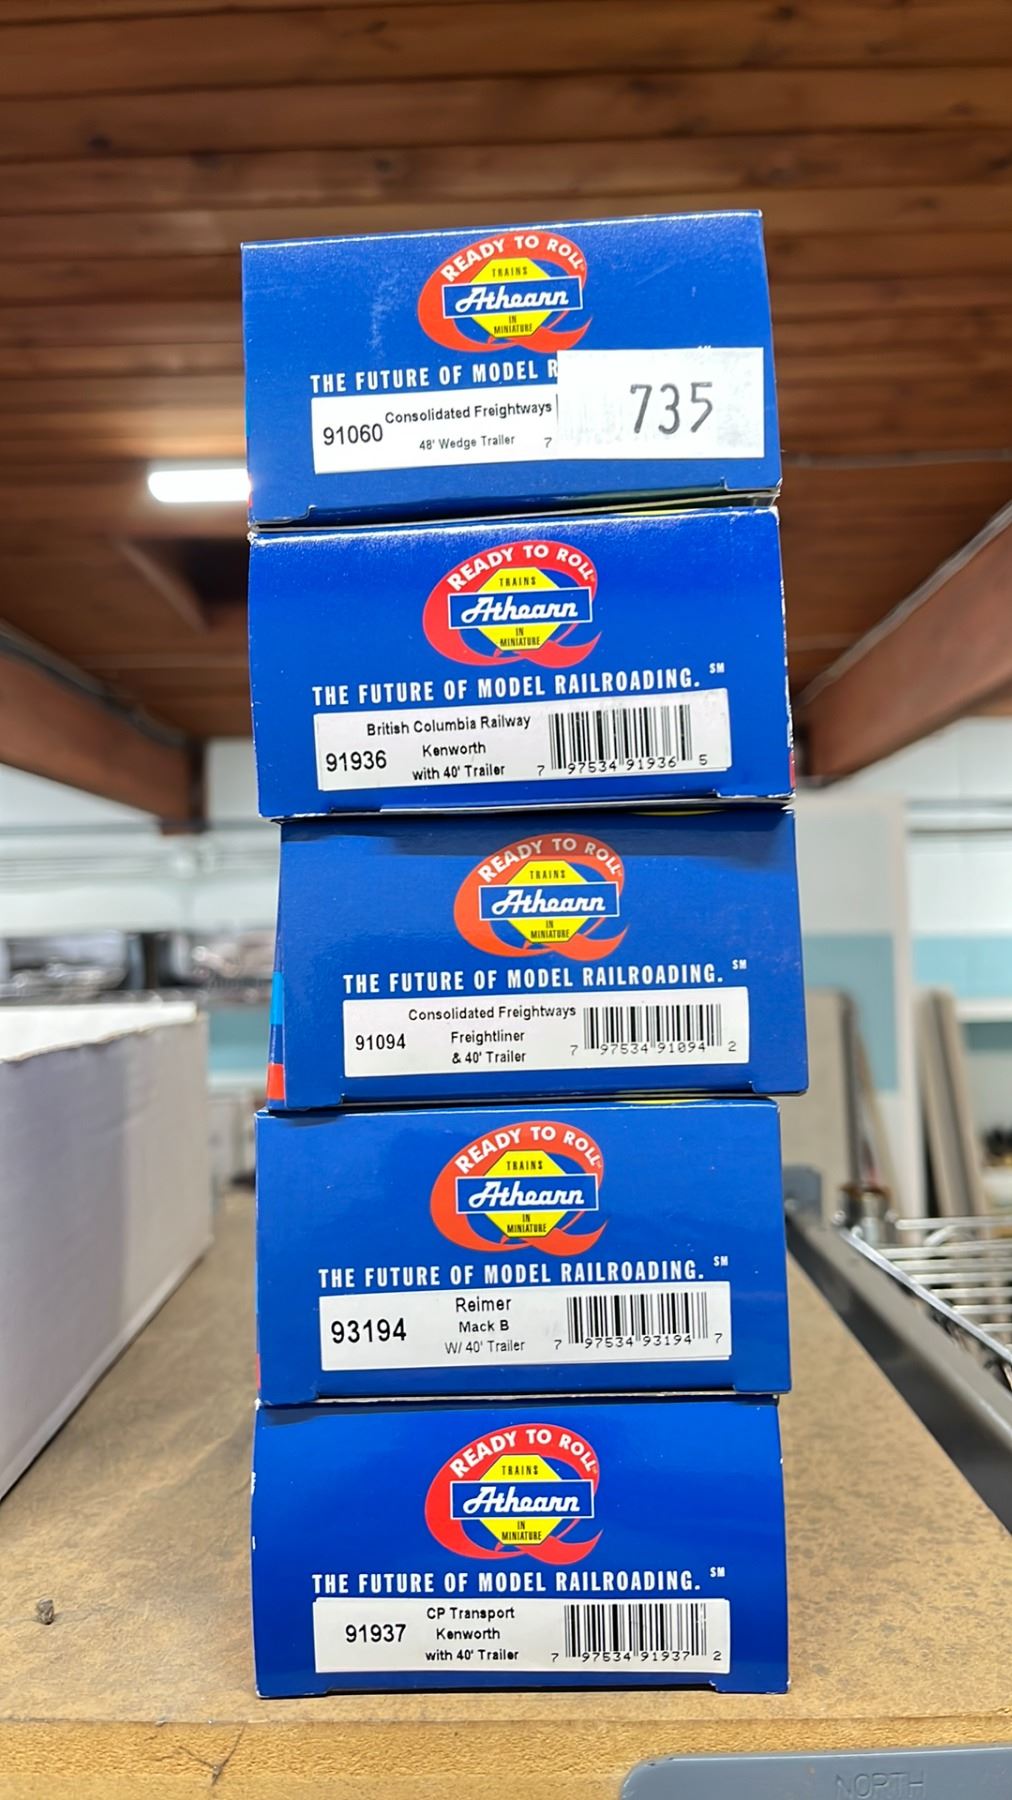 READY TO ROLL
TRAINS
Athearn
IN
MINIATURE
THE FUTURE OF MODEL R
735
91060
Consolidated Freightways
48' Wedge Trailer
7
READY TO ROLL
TRAINS
Athearn
IN
MINIATURE
THE FUTURE OF MODEL RAILROADING. SM
91936
British Columbia Railway
Kenworth
with 40' Trailer
7 97534 91936 5
READY TO ROLL
TRAINS
Athearn
IN
MINIATURE
THE FUTURE OF MODEL RAILROADING. SM
91094
Consolidated Freightways
Freightliner
& 40' Trailer
7 97534 91094 2
READY TO ROLL
TRAINS
Athearn
IN
MINIATURE
THE FUTURE OF MODEL RAILROADING. SM
93194
Reimer
Mack B
W/ 40' Trailer
7 97534 93194 7
READY TO ROLL
TRAINS
Athearn
IN
MINIATURE
THE FUTURE OF MODEL RAILROADING. SM
91937
CP Transport
Kenworth
with 40' Trailer
7 97534 91937 2
NORTH